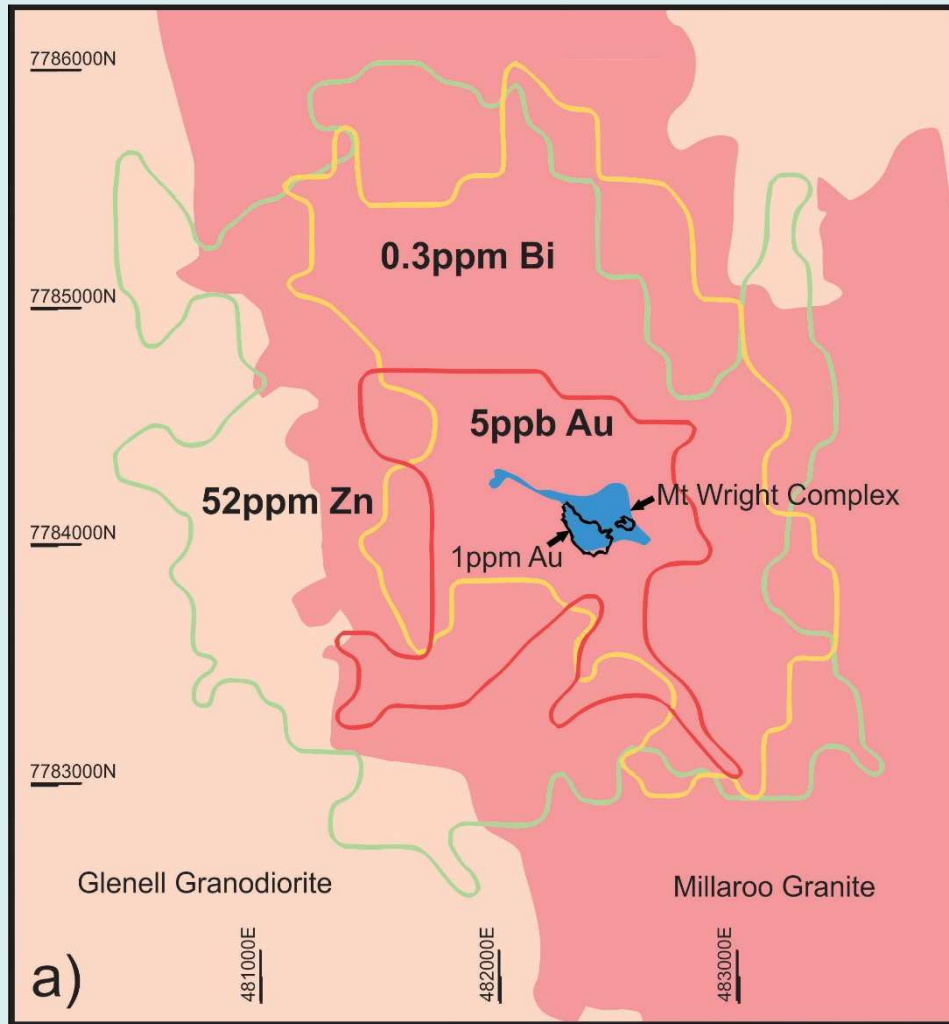 7786000N
0.3ppm Bi
7785000N
5ppb Au
52ppm Zn
Mt Wright Complex
7784000N
1ppm Au
7783000N
Glenell Granodiorite
Millaroo Granite
a)
481000E
482000E
483000E